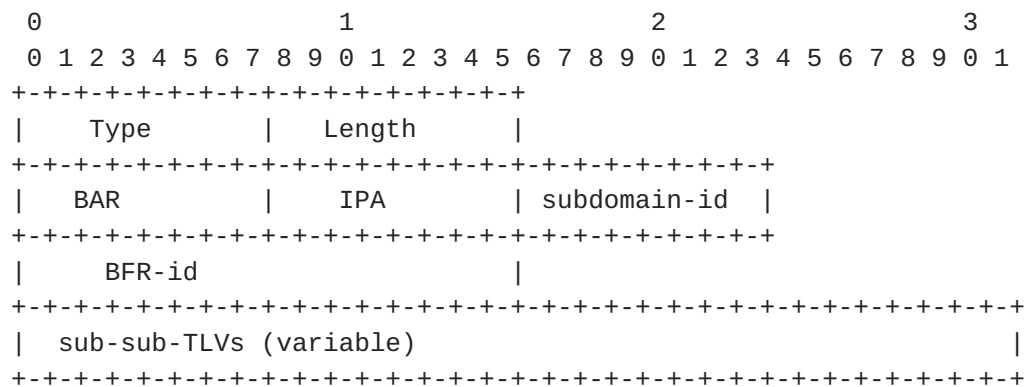 0                   1                   2                   3
 0 1 2 3 4 5 6 7 8 9 0 1 2 3 4 5 6 7 8 9 0 1 2 3 4 5 6 7 8 9 0 1
+-+-+-+-+-+-+-+-+-+-+-+-+-+-+-+-+
|    Type       |   Length      |
+-+-+-+-+-+-+-+-+-+-+-+-+-+-+-+-+-+-+-+-+-+-+-+-+
|   BAR         |    IPA        | subdomain-id  |
+-+-+-+-+-+-+-+-+-+-+-+-+-+-+-+-+-+-+-+-+-+-+-+-+
|     BFR-id                    |
+-+-+-+-+-+-+-+-+-+-+-+-+-+-+-+-+-+-+-+-+-+-+-+-+-+-+-+-+-+-+-+-+
|  sub-sub-TLVs (variable)                                      |
+-+-+-+-+-+-+-+-+-+-+-+-+-+-+-+-+-+-+-+-+-+-+-+-+-+-+-+-+-+-+-+-+